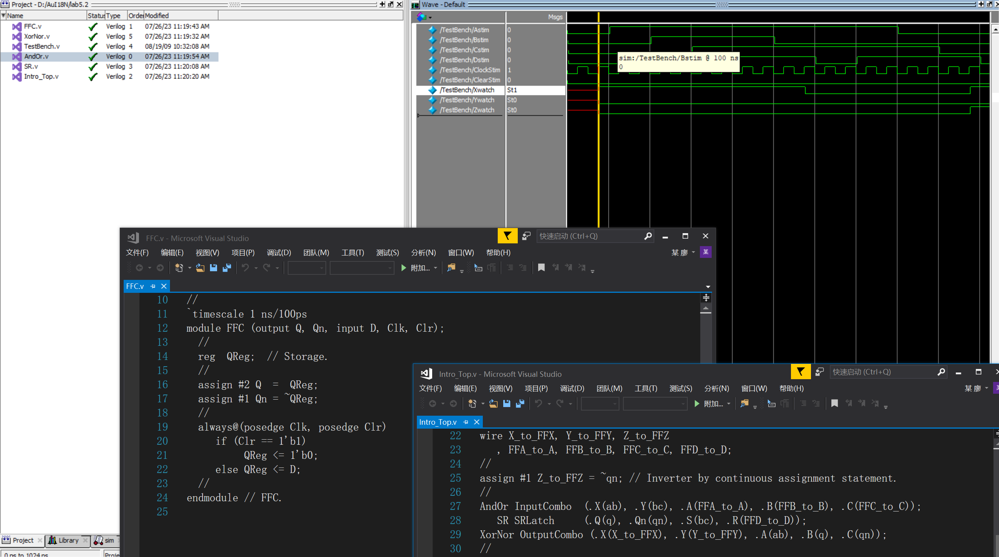 Project - D:/AuI18N/lab5.2
Name Status Type Order Modified
FFC.v Verilog 1 07/26/23 11:19:43 AM
XorNor.v Verilog 5 07/26/23 11:19:32 AM
TestBench.v Verilog 4 08/19/09 10:32:08 AM
AndOr.v Verilog 0 07/26/23 11:19:54 AM
SR.v Verilog 3 07/26/23 11:20:08 AM
Intro_Top.v Verilog 2 07/26/23 11:20:20 AM
Project Library sim
0 ns to 1024 ns Proje
Wave - Default
Msgs
/TestBench/Astim 0
/TestBench/Bstim 0
/TestBench/Cstim 0
/TestBench/Dstim 0
/TestBench/ClockStim 1
/TestBench/ClearStim 0
/TestBench/Xwatch St1
/TestBench/Ywatch St0
/TestBench/Zwatch St0
sim:/TestBench/Bstim @ 100 ns
0
FFC.v - Microsoft Visual Studio
快速启动 (Ctrl+Q)
文件(F) 编辑(E) 视图(V) 项目(P) 调试(D) 团队(M) 工具(T) 测试(S) 分析(N) 窗口(W) 帮助(H)
某 廖 某
附加...
FFC.v
10 //
11 `timescale 1 ns/100ps
12 module FFC (output Q, Qn, input D, Clk, Clr);
13 //
14 reg QReg; // Storage.
15 //
16 assign #2 Q = QReg;
17 assign #1 Qn = ~QReg;
18 //
19 always@(posedge Clk, posedge Clr)
20 if (Clr == 1'b1)
21 QReg <= 1'b0;
22 else QReg <= D;
23 //
24 endmodule // FFC.
25
Intro_Top.v - Microsoft Visual Studio
快速启动 (Ctrl+Q)
文件(F) 编辑(E) 视图(V) 项目(P) 调试(D) 团队(M) 工具(T) 测试(S) 分析(N) 窗口(W) 帮助(H)
某 廖
附加...
Intro_Top.v
22 wire X_to_FFX, Y_to_FFY, Z_to_FFZ
23 , FFA_to_A, FFB_to_B, FFC_to_C, FFD_to_D;
24 //
25 assign #1 Z_to_FFZ = ~qn; // Inverter by continuous assignment statement.
26 //
27 AndOr InputCombo (.X(ab), .Y(bc), .A(FFA_to_A), .B(FFB_to_B), .C(FFC_to_C));
28 SR SRLatch (.Q(q), .Qn(qn), .S(bc), .R(FFD_to_D));
29 XorNor OutputCombo (.X(X_to_FFX), .Y(Y_to_FFY), .A(ab), .B(q), .C(qn));
30 //